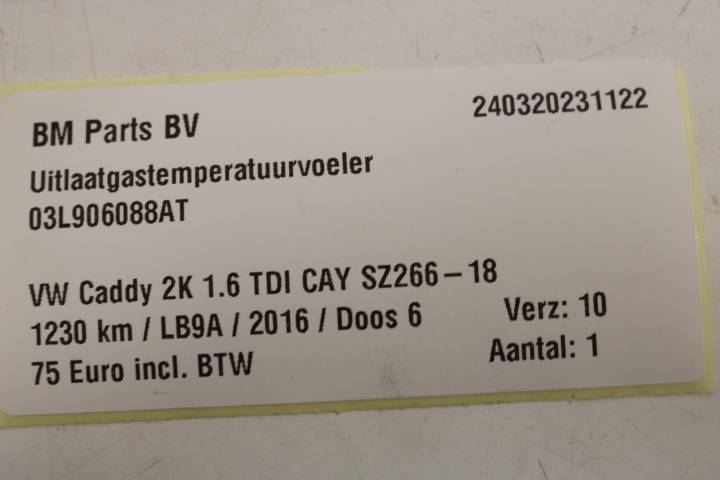 BM Parts BV
240320231122
Uitlaatgastemperatuurvoeler
03L906088AT
VW Caddy 2K 1.6 TDI CAY SZ266-18
1230 km / LB9A / 2016 / Doos 6
Verz: 10
75 Euro incl. BTW
Aantal: 1